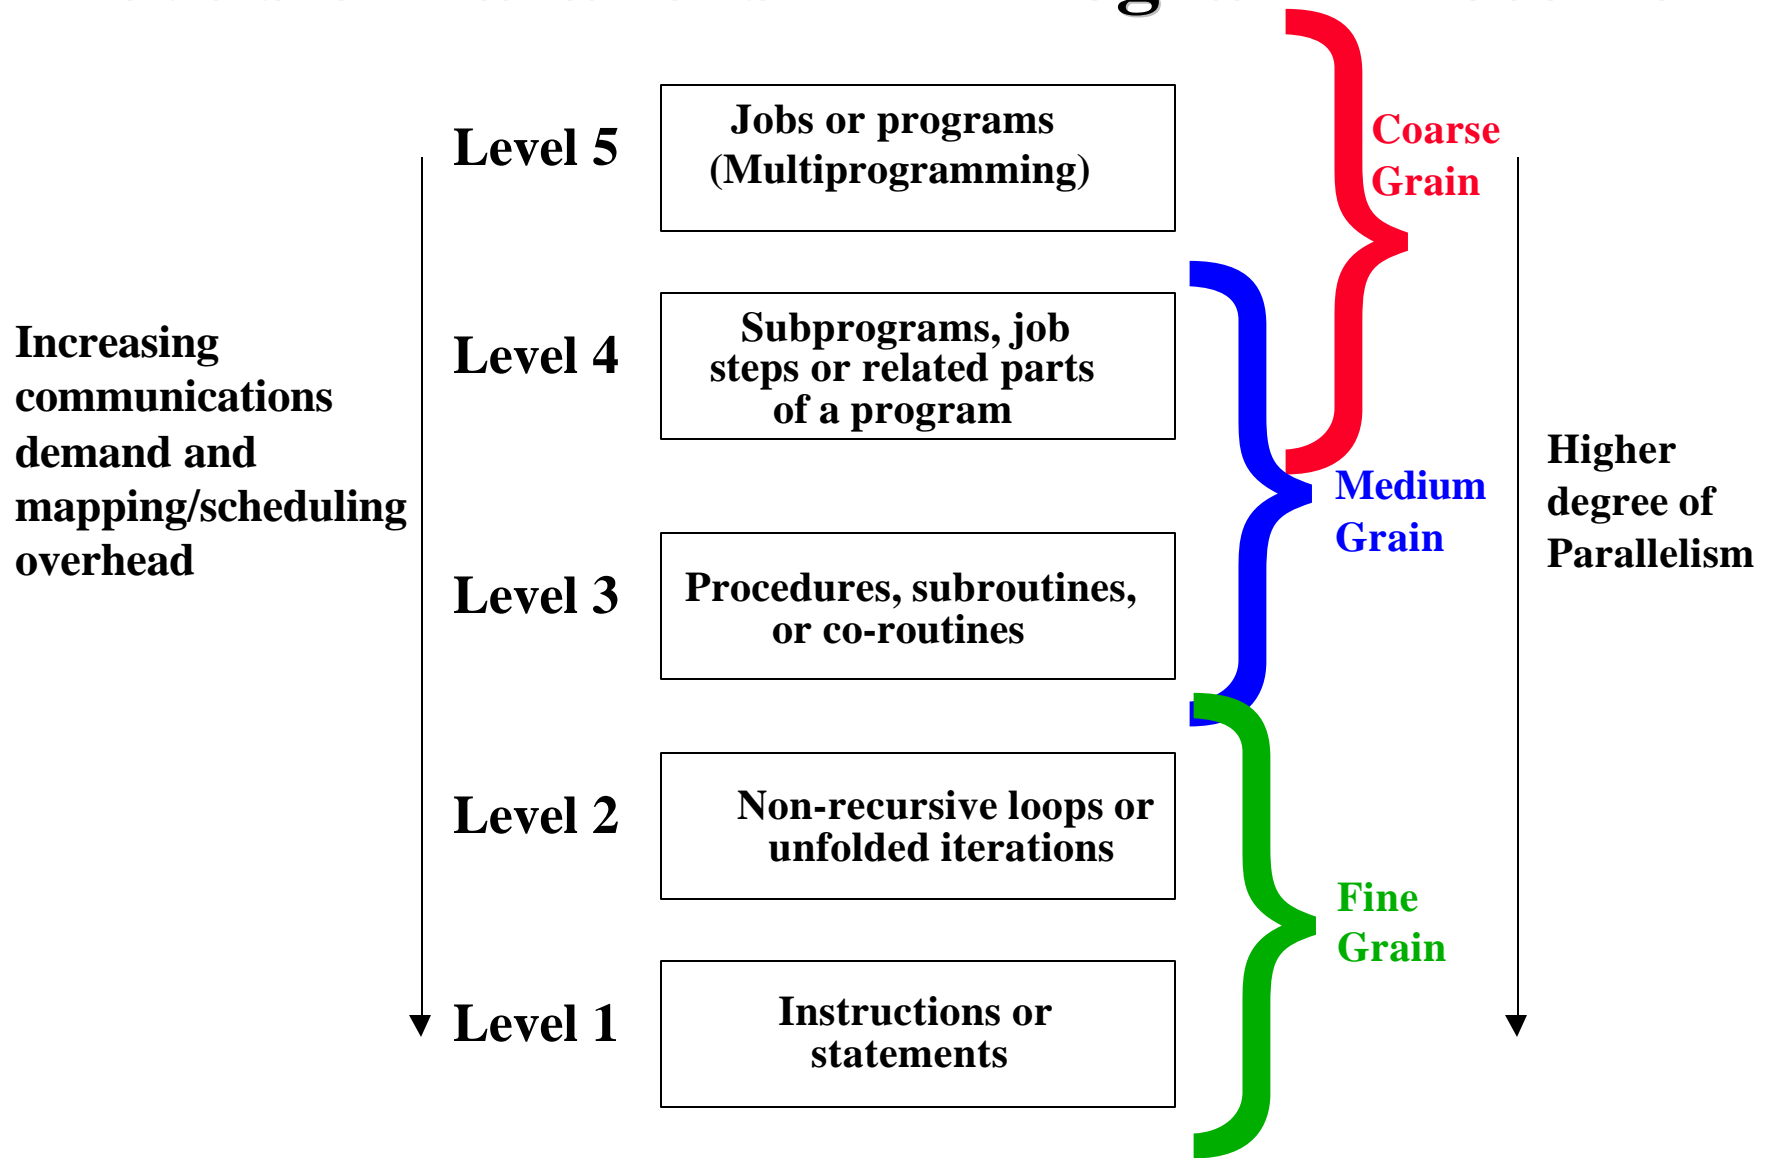 Level 5
Jobs or programs
(Multiprogramming)
Coarse
Grain
Increasing
communications
demand and
mapping/scheduling
overhead
Level 4
Subprograms, job
steps or related parts
of a program
Higher
degree of
Parallelism
Medium
Grain
Level 3
Procedures, subroutines,
or co-routines
Level 2
Non-recursive loops or
unfolded iterations
Fine
Grain
Level 1
Instructions or
statements